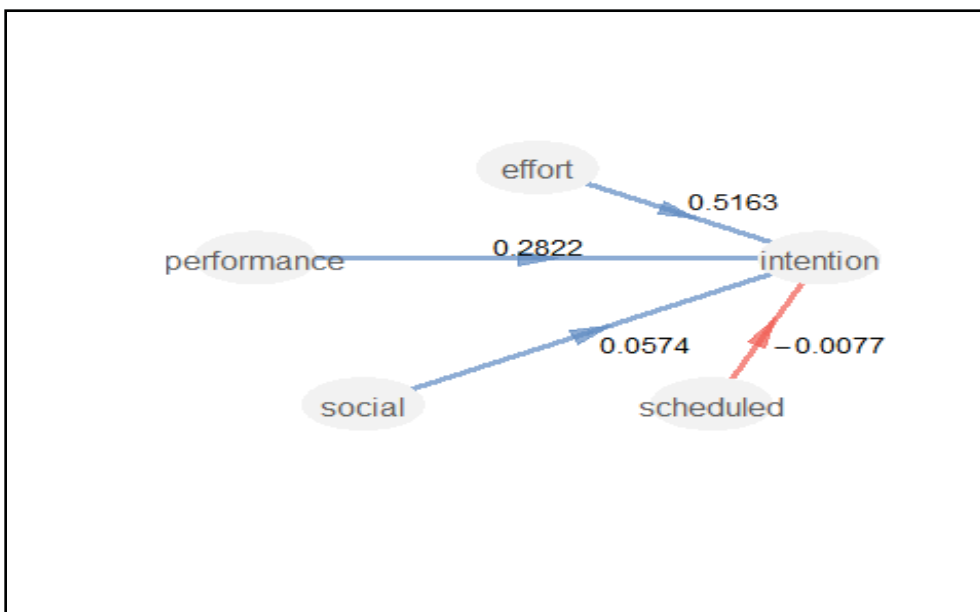 effort
0.5163
performance
0.2822
intention
0.0574
−0.0077
social
scheduled